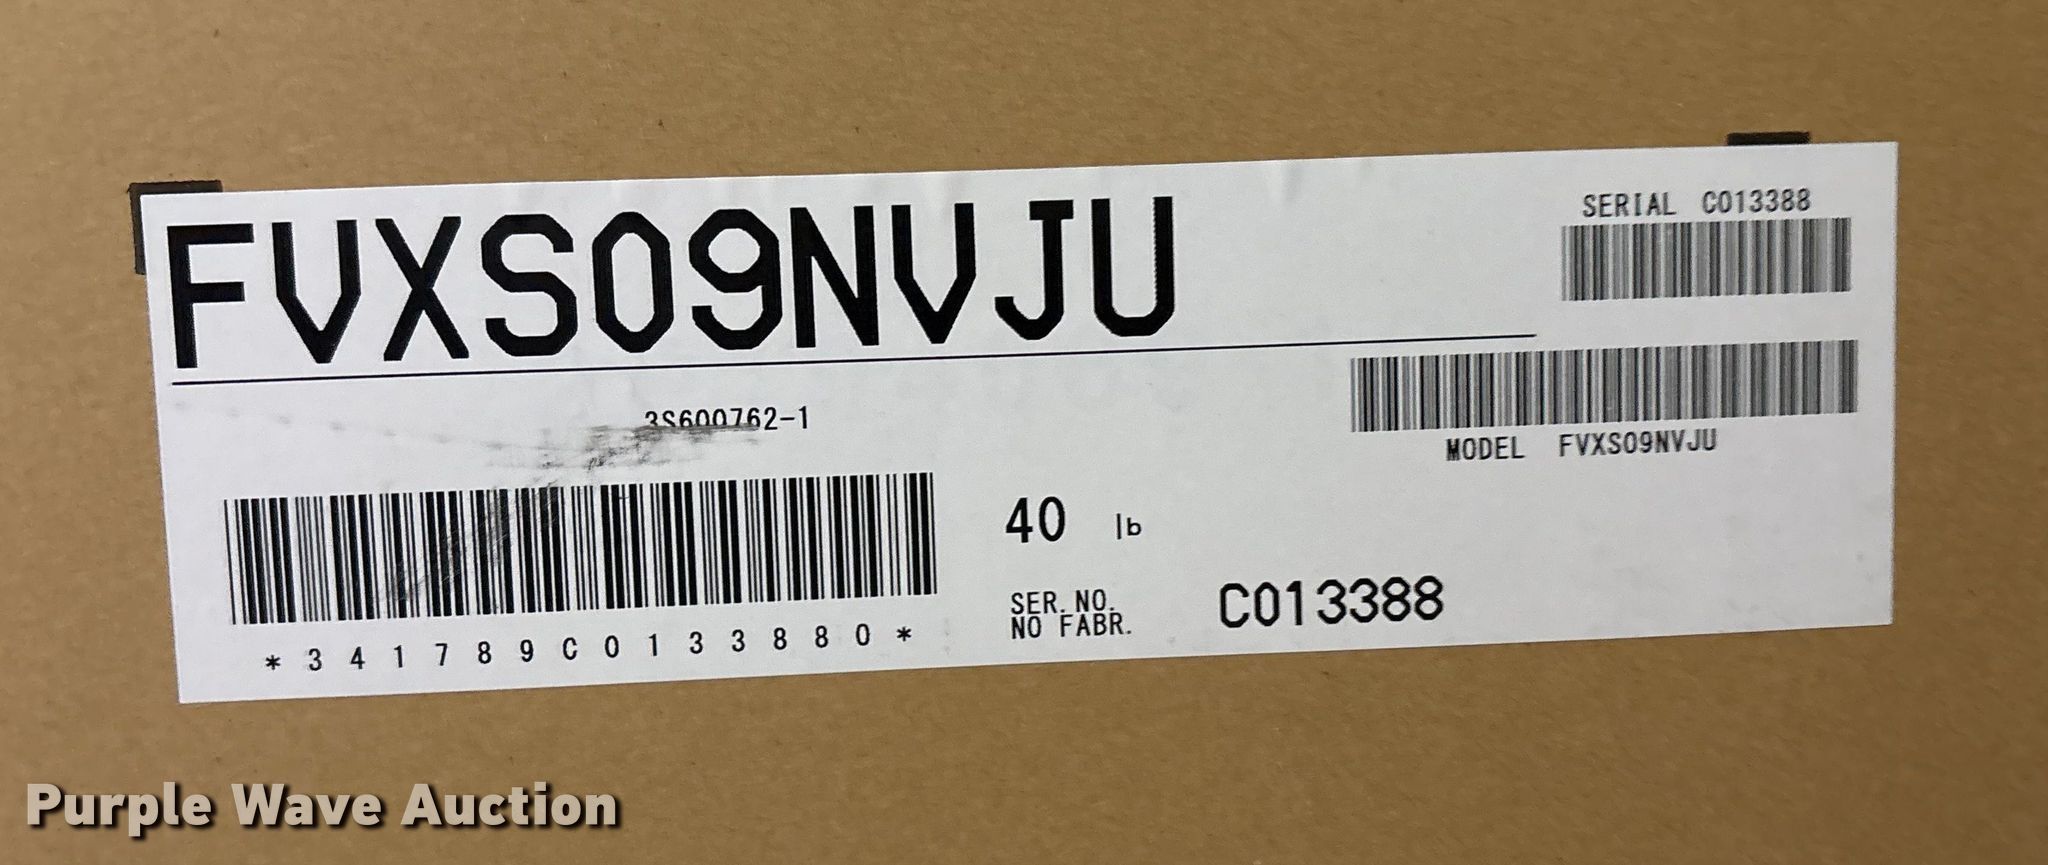 FVXS09NVJU
SERIAL C013388
3S600762-1
MODEL FVXS09NVJU
40 lb
SER. NO.
NO FABR.
C013388
*341789C0133880*
Purple Wave Auction